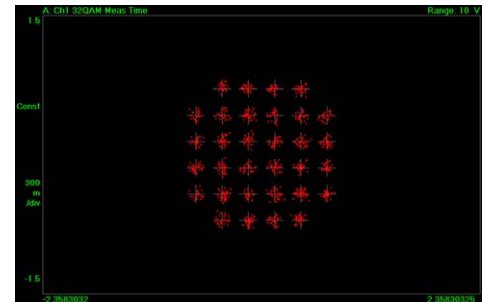 A: Ch1 32QAM Meas Time
Range: 10 V
1.5
Const
300
m
/div
-1.5
-2.3583032
2.35830325